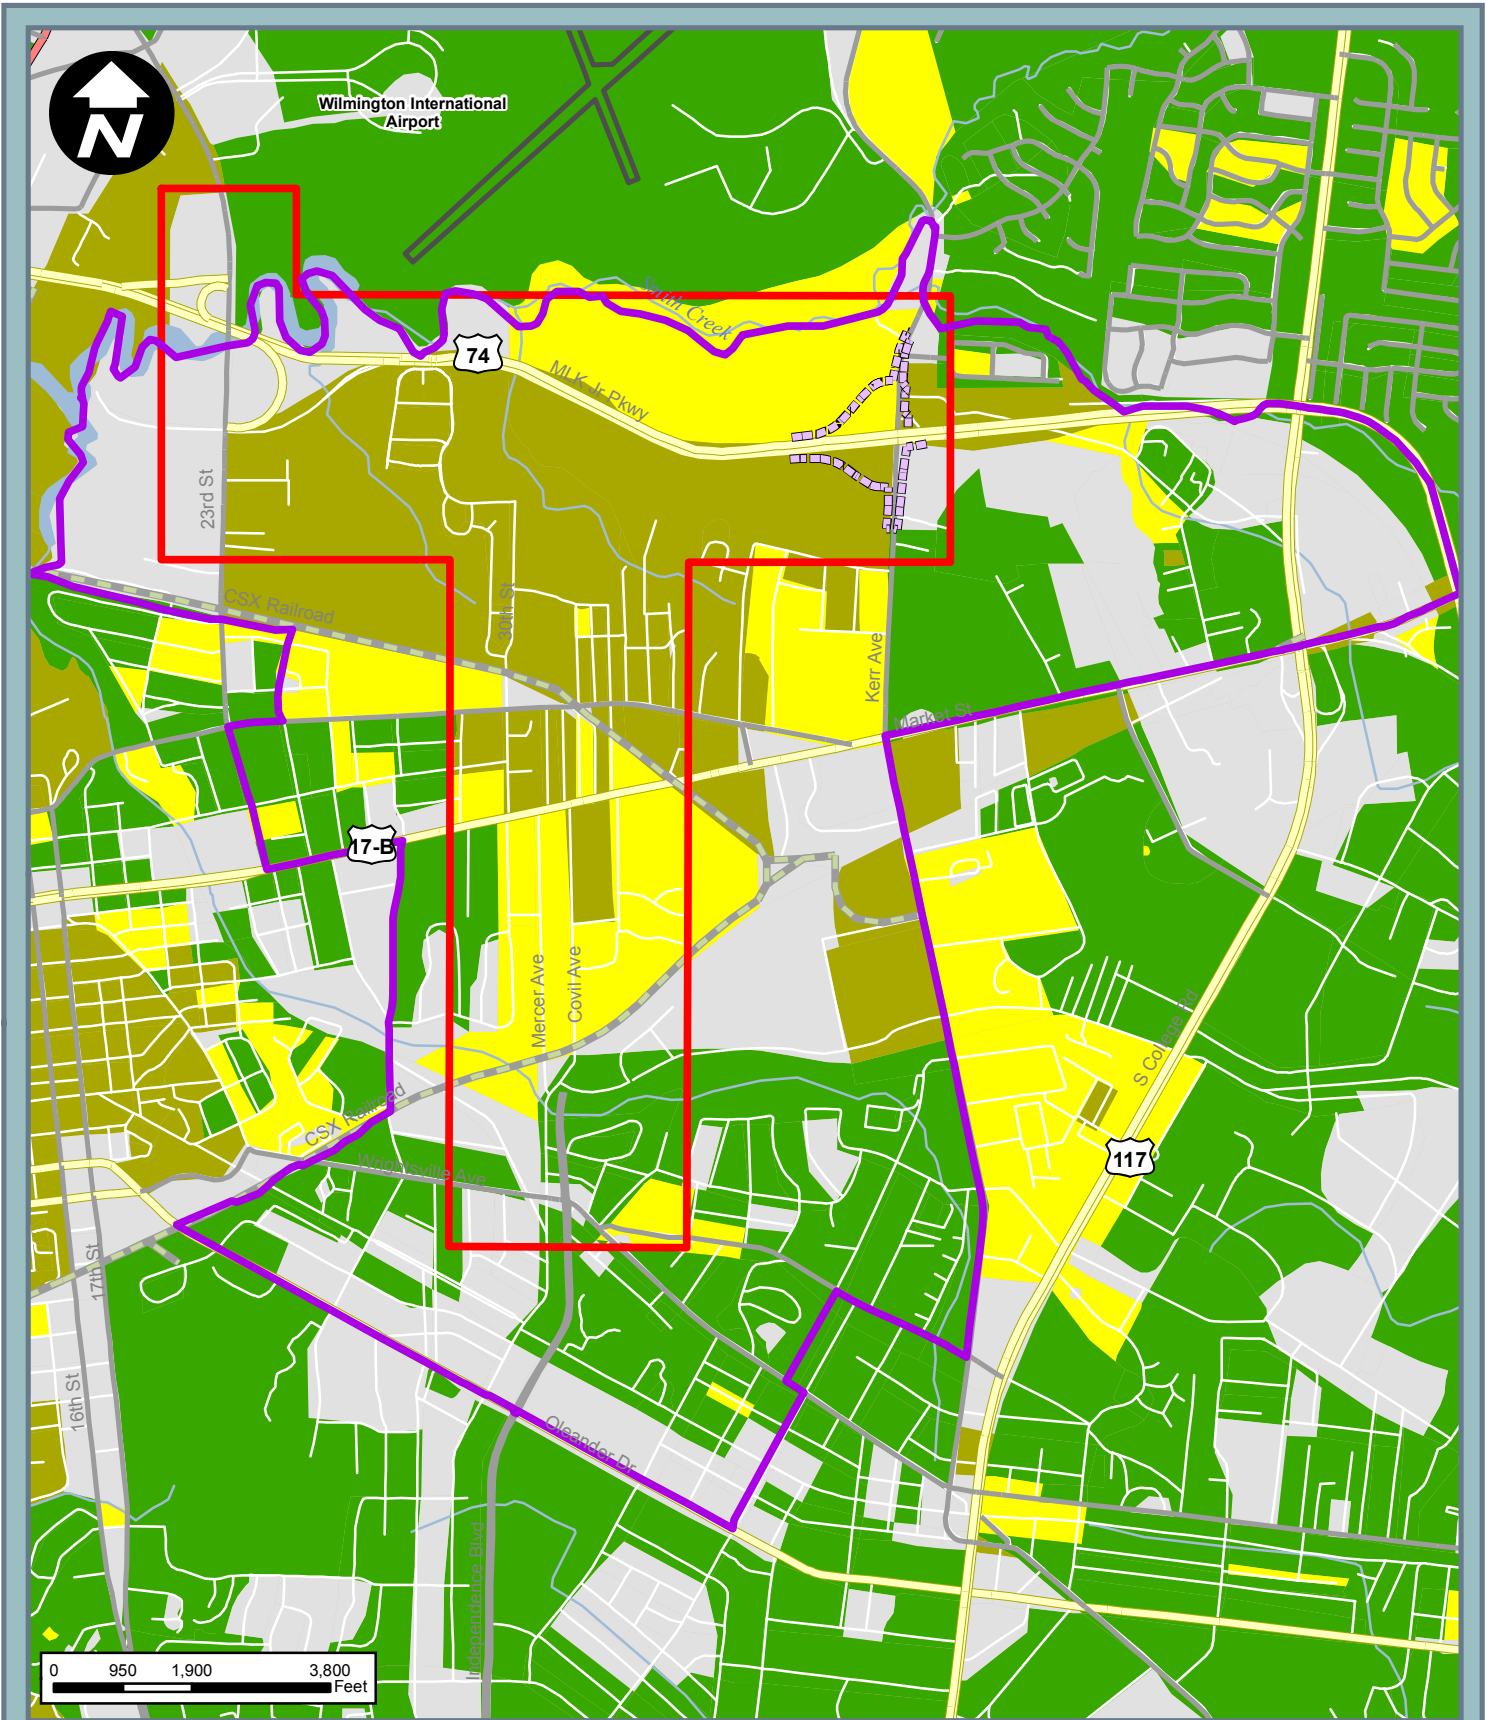 N
Wilmington International
Airport
Smith Creek
74
MLK Jr Pkwy
23rd St
CSX Railroad
30th St
Kerr Ave
Market St
17-B
Mercer Ave
Covil Ave
S College Rd
CSX Railroad
Wrightsville Ave
117
17th St
16th St
Oleander Dr
Independence Blvd
0 950 1,900 3,800
Feet